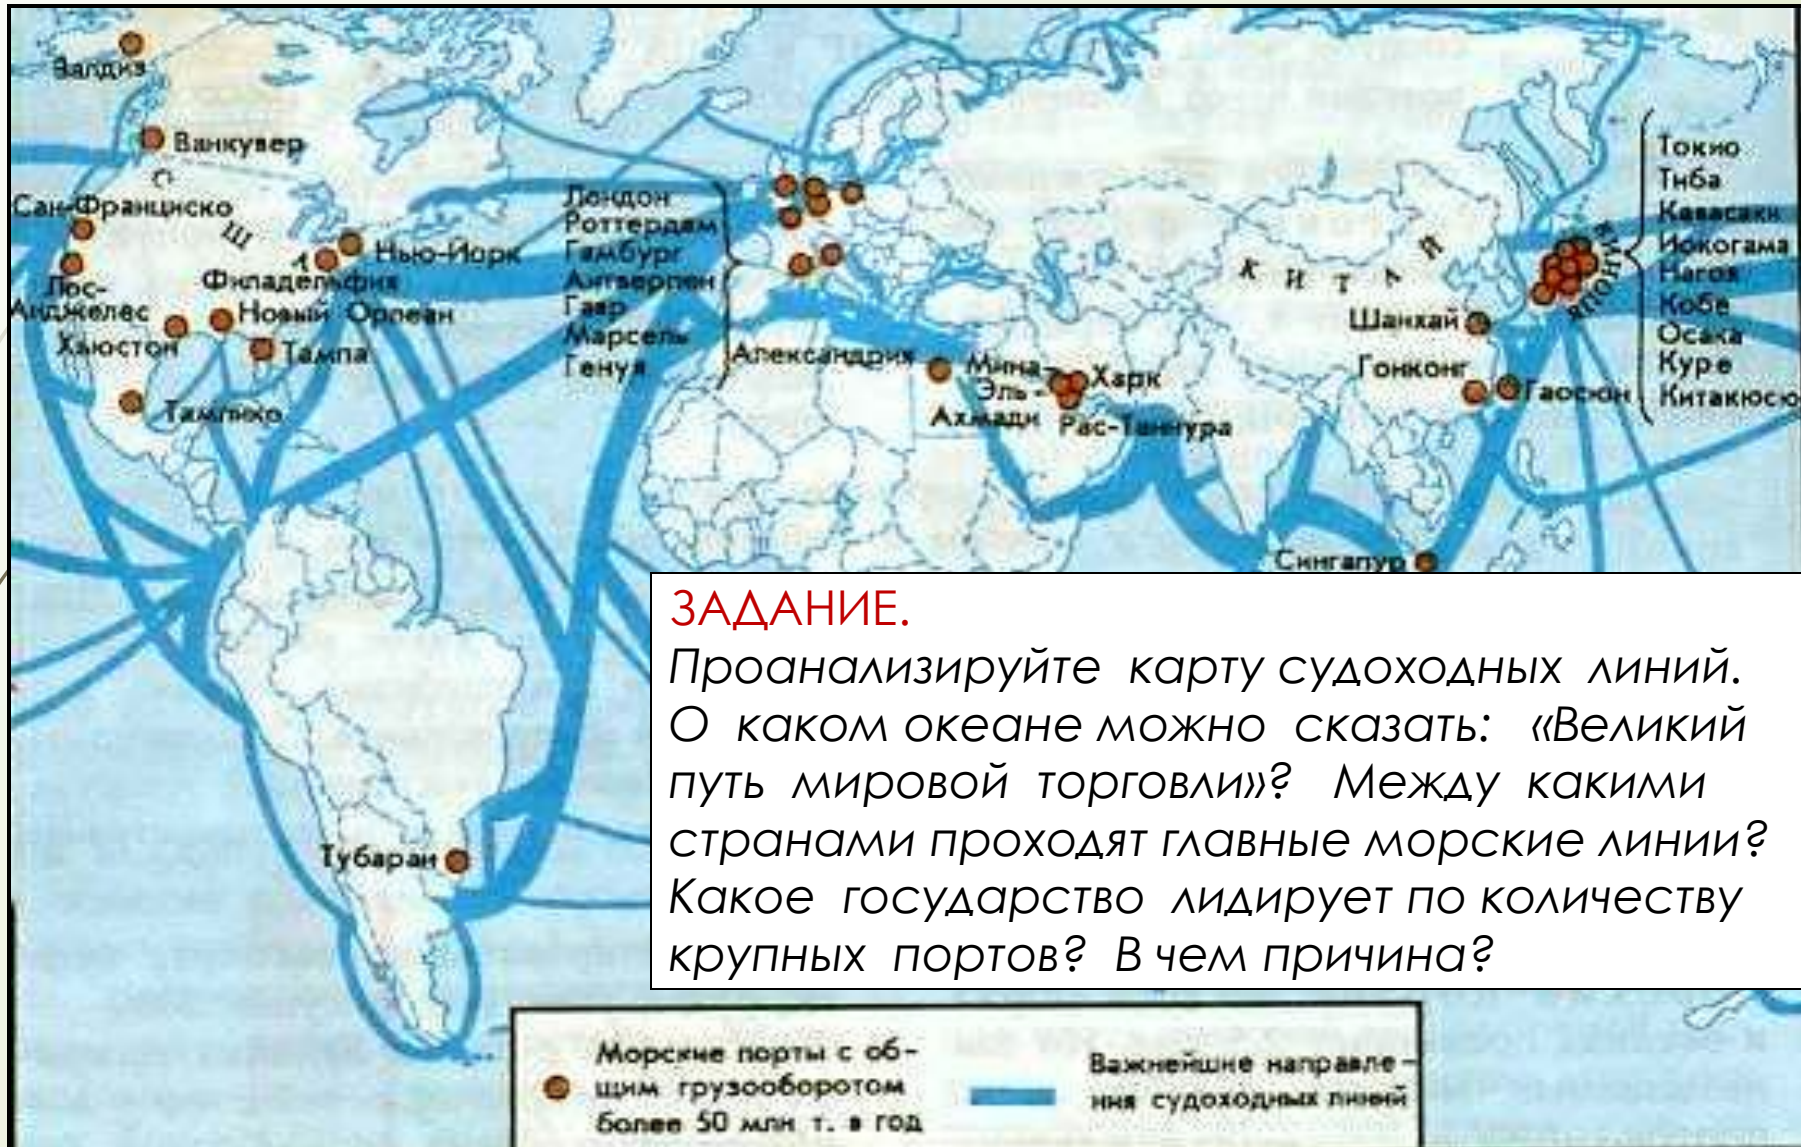 Валдиз
Ванкувер
Сан-Франциско
С
Ш
А
Лос-
Анджелес
Нью-Йорк
Филадельфия
Новый Орлеан
Хьюстон
Тампа
Тампико
Лондон
Роттердам
Гамбург
Антверпен
Гавр
Марсель
Генуя
Александрия
Мина-
Эль-
Ахмади
Харк
Рас-Таннура
КИТАЙ
Шанхай
Гонконг
Гаосюн
Сингапур
ЯПОНИЯ
Токио
Тиба
Кавасаки
Иокогама
Нагоя
Кобе
Осака
Куре
Китакюсю
Тубаран
ЗАДАНИЕ.
Проанализируйте карту судоходных линий.
О каком океане можно сказать: «Великий
путь мировой торговли»? Между какими
странами проходят главные морские линии?
Какое государство лидирует по количеству
крупных портов? В чем причина?
Морские порты с об-
щим грузооборотом
более 50 млн т. в год
Важнейшие направле-
ния судоходных линий